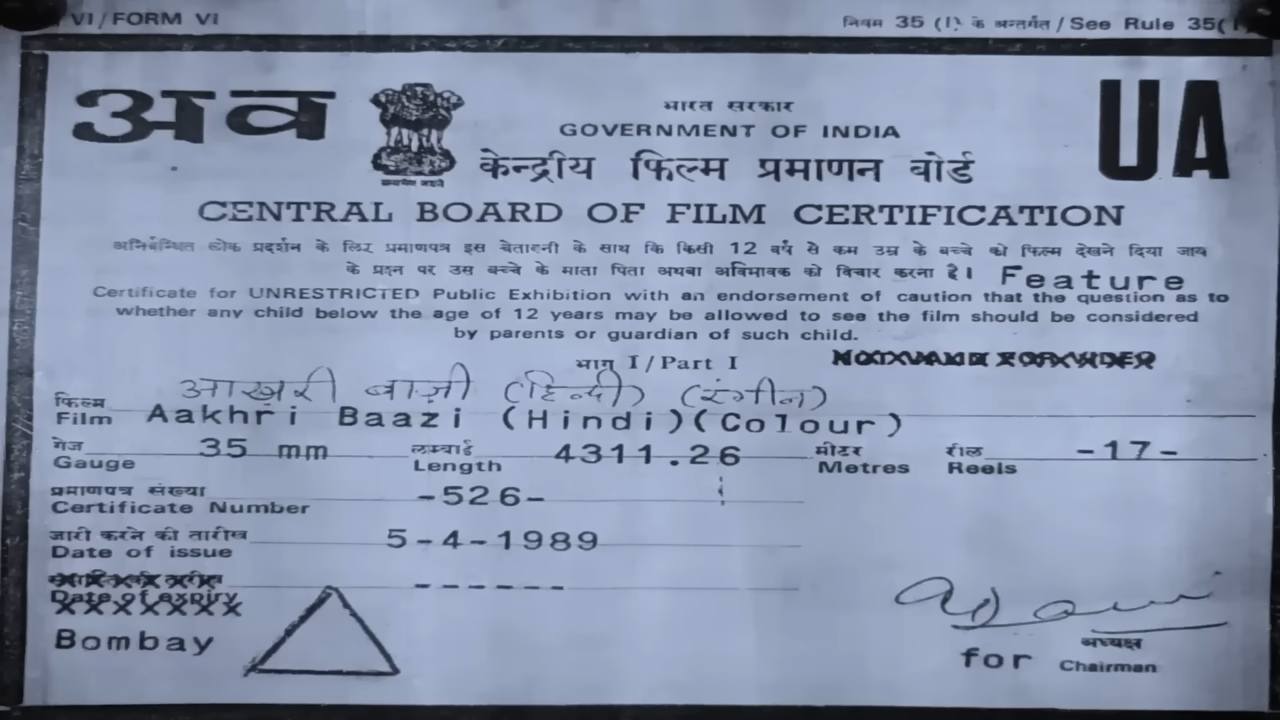 VI/FORM VI
नियम 35 (I) के अन्तर्गत/See Rule 35(I)
अव
UA
भारत सरकार
GOVERNMENT OF INDIA
केन्द्रीय फिल्म प्रमाणन बोर्ड
CENTRAL BOARD OF FILM CERTIFICATION
अनिर्बन्धित लोक प्रदर्शन के लिए प्रमाणपत्र इस चेतावनी के साथ कि किसी 12 वर्ष से कम उम्र के बच्चे को फिल्म देखने दिया जाय
के प्रश्न पर उस बच्चे के माता पिता अथवा अविभावक को विचार करना है। Feature
Certificate for UNRESTRICTED Public Exhibition with an endorsement of caution that the question as to
whether any child below the age of 12 years may be allowed to see the film should be considered
by parents or guardian of such child.
भाग I/Part I
फिल्म आखरी बाज़ी (हिन्दी) (रंगीन)
Film Aakhri Baazi (Hindi)(Colour)
गेज 35 mm लम्बाई 4311.26 मीटर रील -17-
Gauge Length Metres Reels
प्रमाणपत्र संख्या -526-
Certificate Number
जारी करने की तारीख 5-4-1989
Date of issue
Date of expiry
Bombay
अध्यक्ष
for Chairman